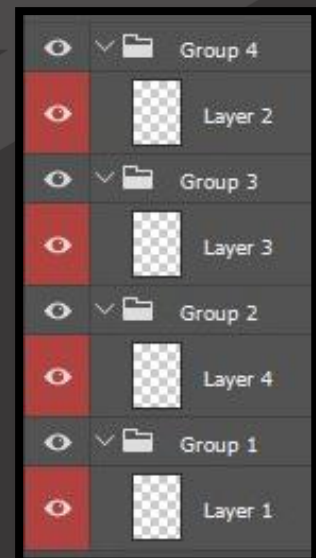 Group 4
Layer 2
Group 3
Layer 3
Group 2
Layer 4
Group 1
Layer 1